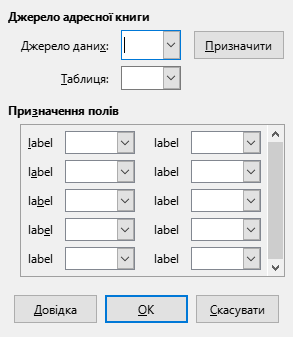 Джерело адресної книги
Джерело даних: Призначити
Таблиця:
Призначення полів
label label
label label
label label
label label
label label
Довідка ОК Скасувати